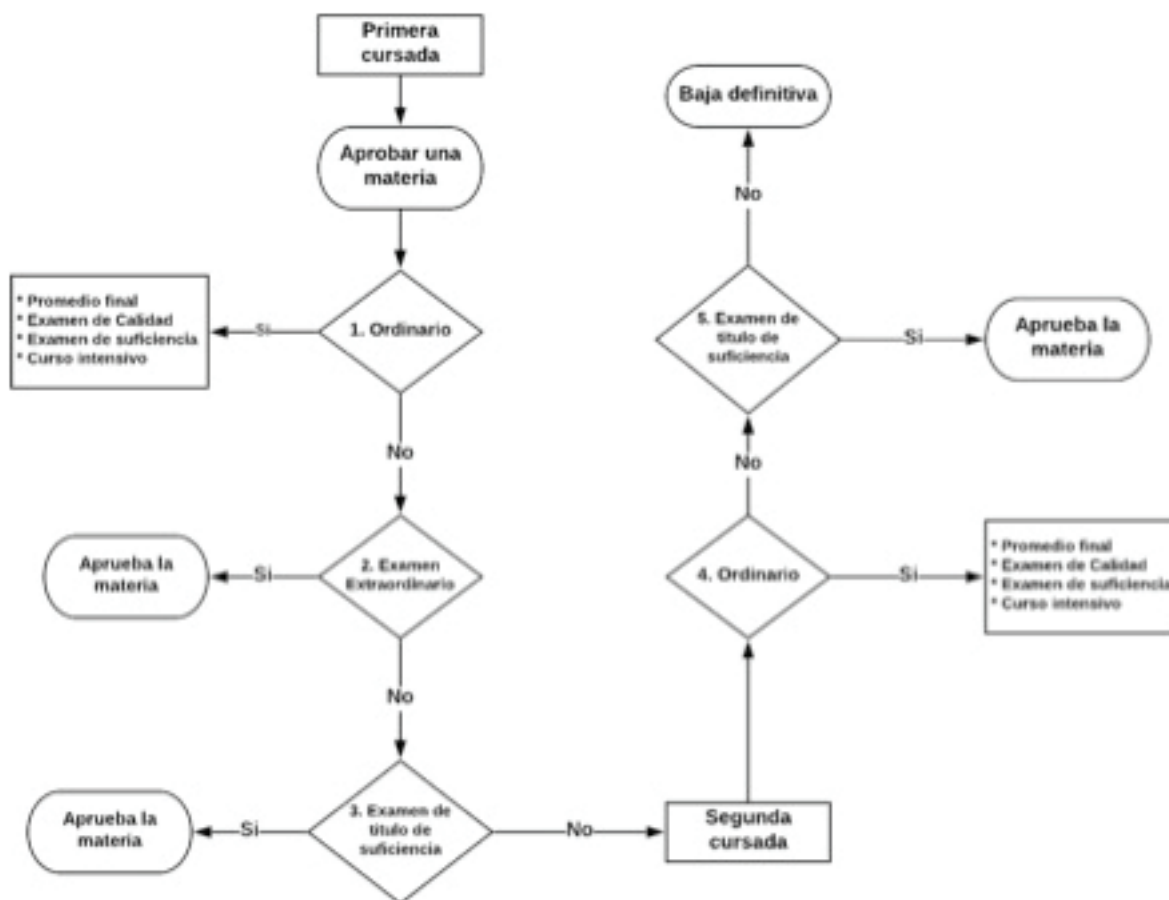 Primera
cursada
Aprobar una
materia
1. Ordinario
Si
* Promedio final
* Examen de Calidad
* Examen de suficiencia
* Curso intensivo
No
2. Examen
Extraordinario
Si
Aprueba la
materia
No
3. Examen de
titulo de
suficiencia
Si
Aprueba la
materia
No
Segunda
cursada
4. Ordinario
Si
* Promedio final
* Examen de Calidad
* Examen de suficiencia
* Curso intensivo
No
5. Examen de
titulo de
suficiencia
Si
Aprueba la
materia
No
Baja definitiva